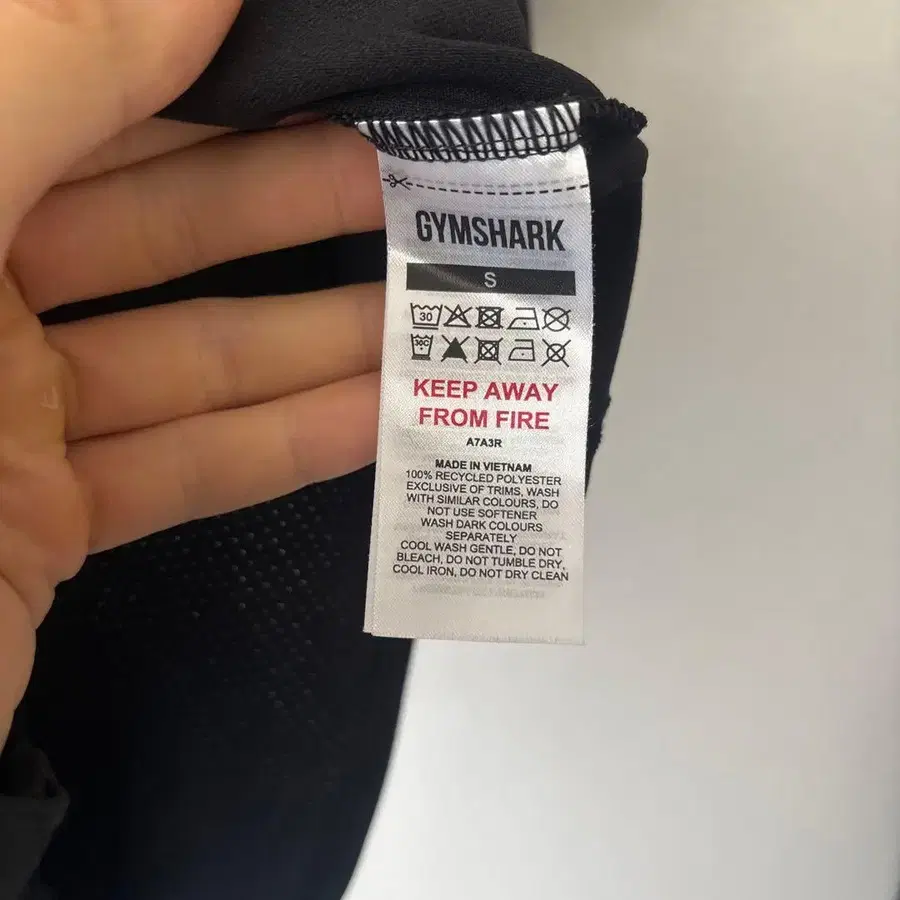 GYMSHARK
S
30
30C
KEEP AWAY
FROM FIRE
A7A3R
MADE IN VIETNAM
100% RECYCLED POLYESTER
EXCLUSIVE OF TRIMS, WASH
WITH SIMILAR COLOURS, DO
NOT USE SOFTENER
WASH DARK COLOURS
SEPARATELY
COOL WASH GENTLE, DO NOT
BLEACH, DO NOT TUMBLE DRY,
COOL IRON, DO NOT DRY CLEAN